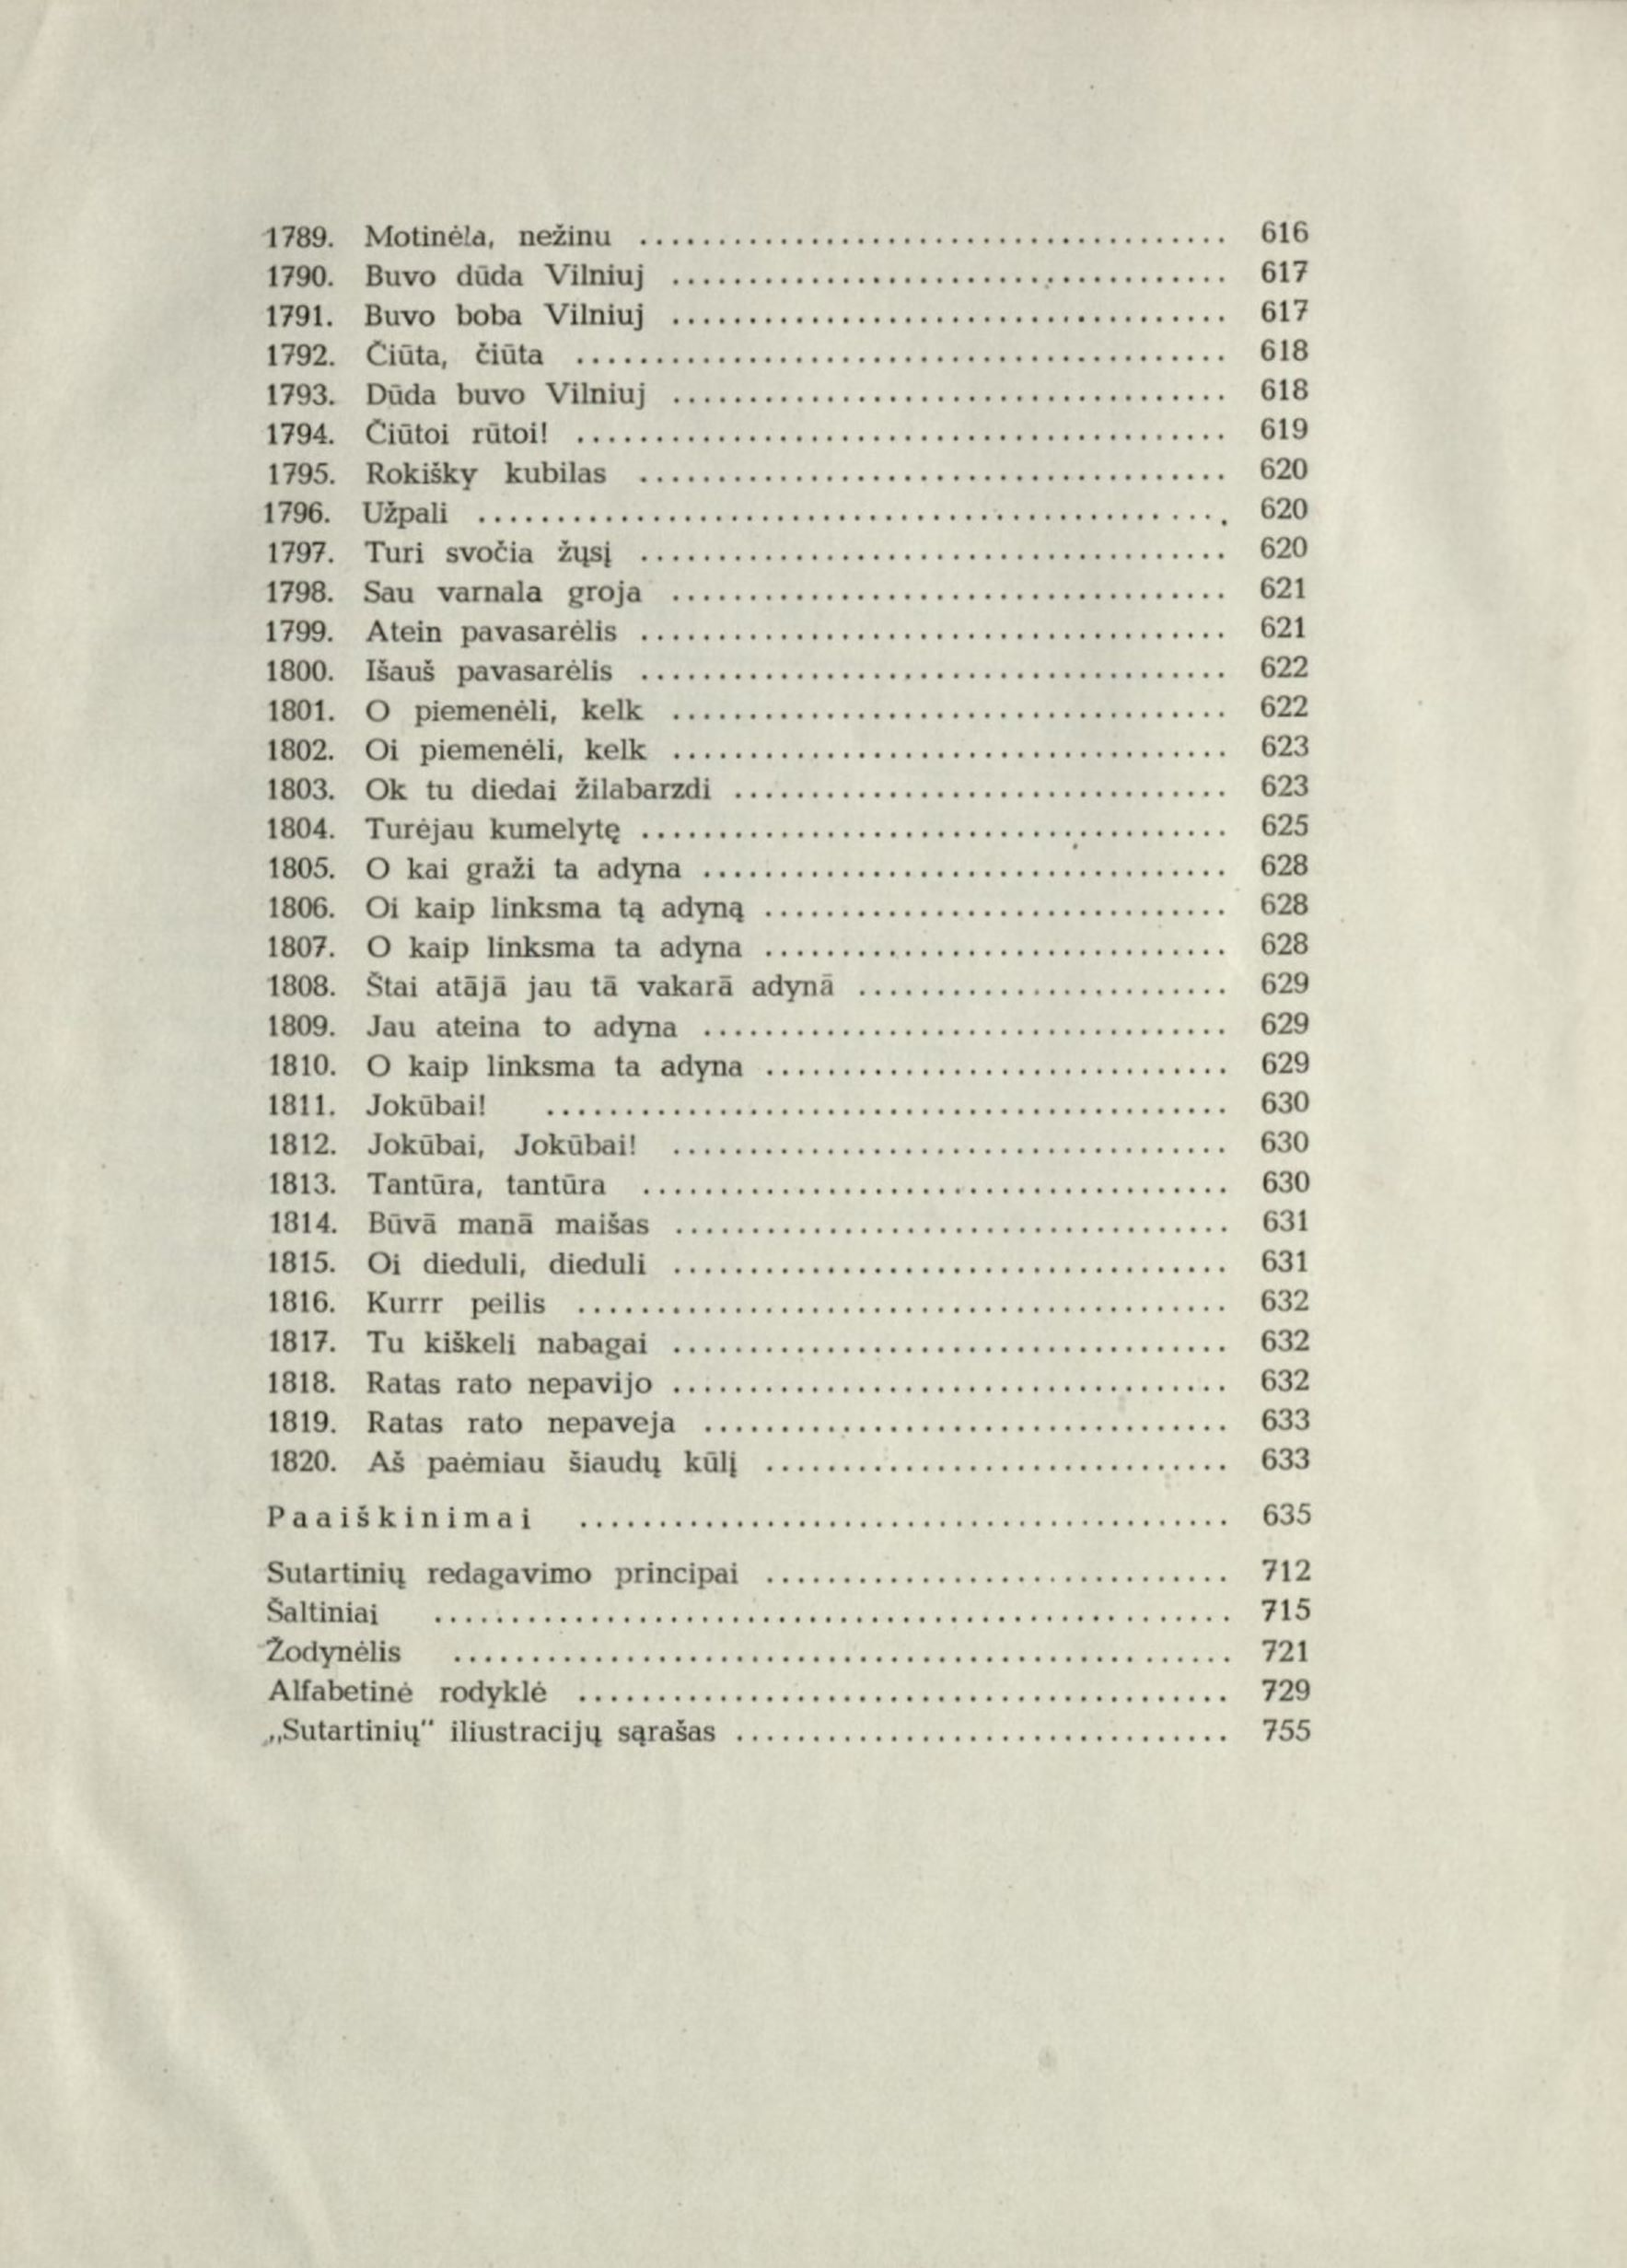 1789. Motinėla, nežinu ........................................ 616
1790. Buvo dūda Vilniuj ........................................ 617
1791. Buvo boba Vilniuj ........................................ 617
1792. Čiūta, čiūta ........................................ 618
1793. Dūda buvo Vilniuj ........................................ 618
1794. Čiūtoi rūtoi! ........................................ 619
1795. Rokišky kubilas ........................................ 620
1796. Užpali ........................................ 620
1797. Turi svočia žųsį ........................................ 620
1798. Sau varnala groja ........................................ 621
1799. Atein pavasarėlis ........................................ 621
1800. Išauš pavasarėlis ........................................ 622
1801. O piemenėli, kelk ........................................ 622
1802. Oi piemenėli, kelk ........................................ 623
1803. Ok tu diedai žilabarzdi ........................................ 623
1804. Turėjau kumelytę ........................................ 625
1805. O kai graži ta adyna ........................................ 628
1806. Oi kaip linksma tą adyną ........................................ 628
1807. O kaip linksma ta adyna ........................................ 628
1808. Štai atājā jau tā vakarā adynā ........................................ 629
1809. Jau ateina to adyna ........................................ 629
1810. O kaip linksma ta adyna ........................................ 629
1811. Jokūbai! ........................................ 630
1812. Jokūbai, Jokūbai! ........................................ 630
1813. Tantūra, tantūra ........................................ 630
1814. Būvā manā maišas ........................................ 631
1815. Oi dieduli, dieduli ........................................ 631
1816. Kurrr peilis ........................................ 632
1817. Tu kiškeli nabagai ........................................ 632
1818. Ratas rato nepavijo ........................................ 632
1819. Ratas rato nepaveja ........................................ 633
1820. Aš paėmiau šiaudų kūlį ........................................ 633
Paaiškinimai ........................................ 635
Sutartinių redagavimo principai ........................................ 712
Šaltiniai ........................................ 715
Žodynėlis ........................................ 721
Alfabetinė rodyklė ........................................ 729
„Sutartinių" iliustracijų sąrašas ........................................ 755